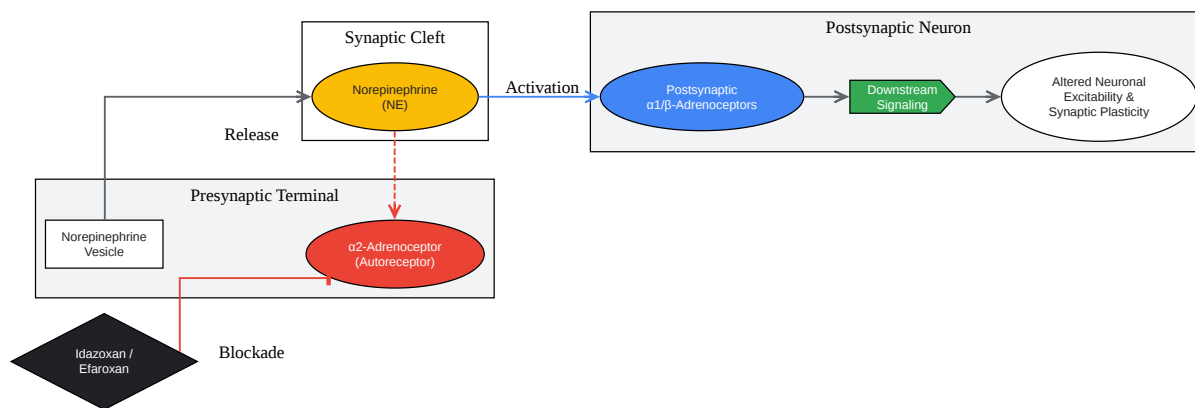 Synaptic Cleft
Norepinephrine
(NE)
Activation
Postsynaptic Neuron
Postsynaptic
α1/β-Adrenoceptors
Downstream
Signaling
Altered Neuronal
Excitability &
Synaptic Plasticity
Release
Presynaptic Terminal
Norepinephrine
Vesicle
α2-Adrenoceptor
(Autoreceptor)
Idazoxan /
Efaroxan
Blockade